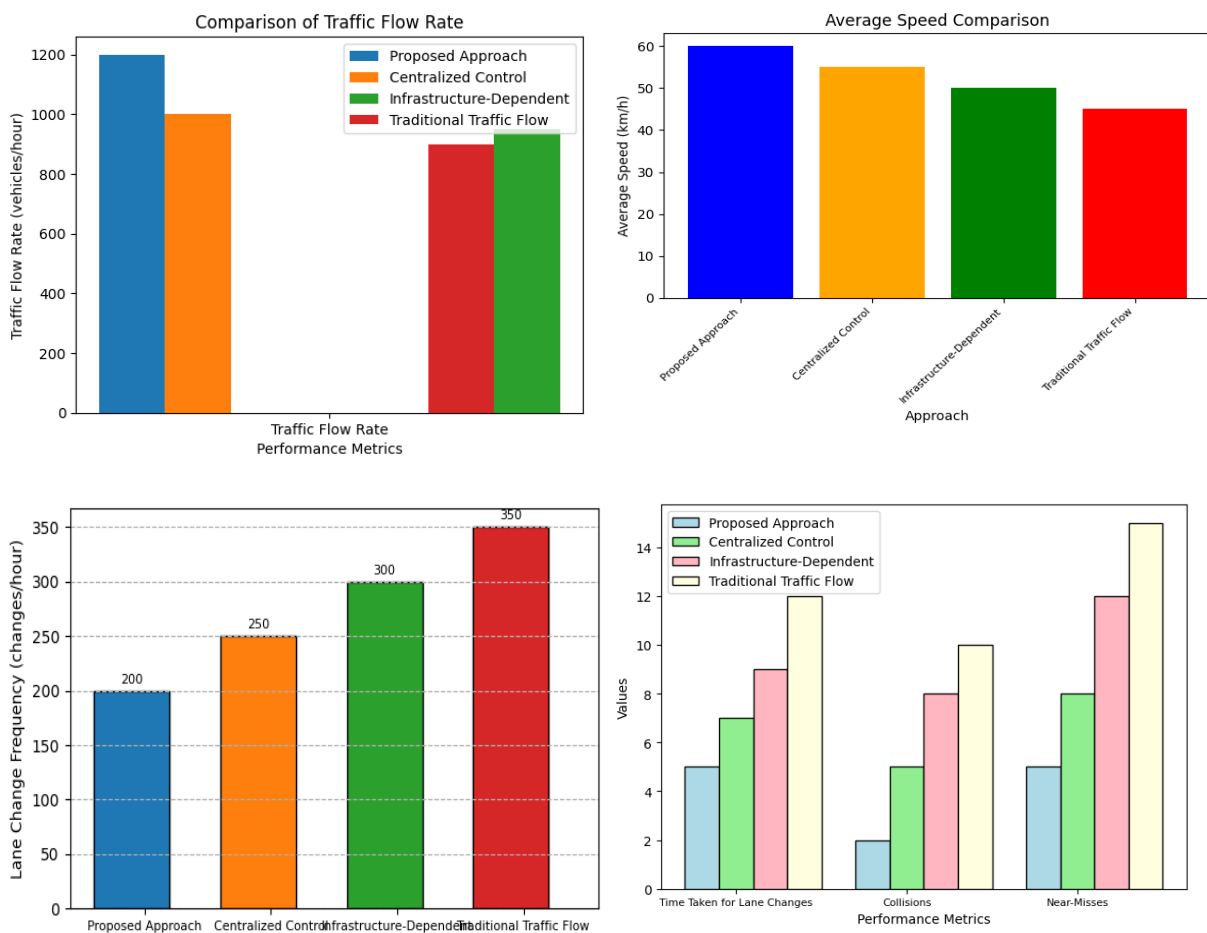 Comparison of Traffic Flow Rate
Traffic Flow Rate (vehicles/hour)
1200
1000
800
600
400
200
0
Proposed Approach
Centralized Control
Infrastructure-Dependent
Traditional Traffic Flow
Traffic Flow Rate
Performance Metrics
Average Speed Comparison
Average Speed (km/h)
60
50
40
30
20
10
0
Proposed Approach
Centralized Control
Infrastructure-Dependent
Traditional Traffic Flow
Approach
Lane Change Frequency (changes/hour)
350
300
250
200
150
100
50
0
200
250
300
350
Proposed Approach
Centralized Control
Infrastructure-Dependent
Traditional Traffic Flow
Values
14
12
10
8
6
4
2
0
Proposed Approach
Centralized Control
Infrastructure-Dependent
Traditional Traffic Flow
Time Taken for Lane Changes
Collisions
Near-Misses
Performance Metrics